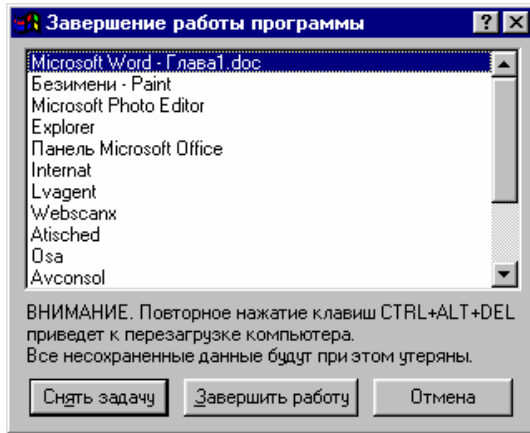 Завершение работы программы
Microsoft Word - Глава1.doc
Безимени - Paint
Microsoft Photo Editor
Explorer
Панель Microsoft Office
Internat
Lvagent
Webscanx
Atisched
Osa
Avconsol
ВНИМАНИЕ. Повторное нажатие клавиш CTRL+ALT+DEL
приведет к перезагрузке компьютера.
Все несохраненные данные будут при этом утеряны.
Снять задачу Завершить работу Отмена